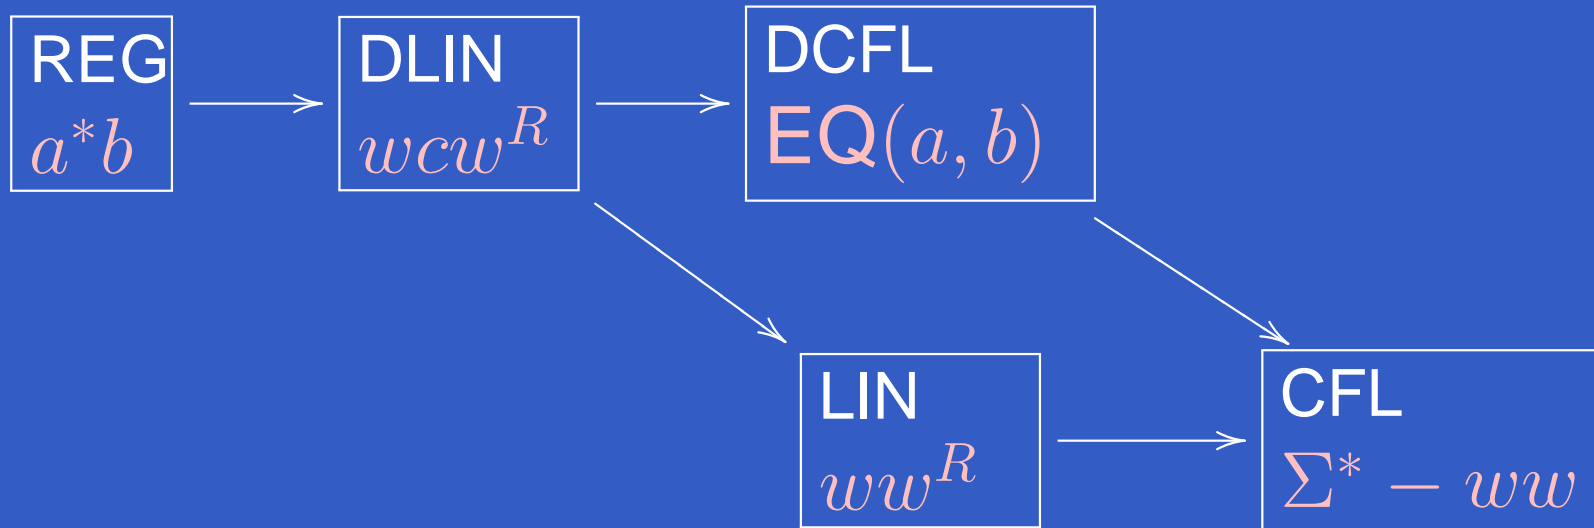 REG
a*b
DLIN
wcw^R
DCFL
EQ(a, b)
LIN
ww^R
CFL
Σ* − ww